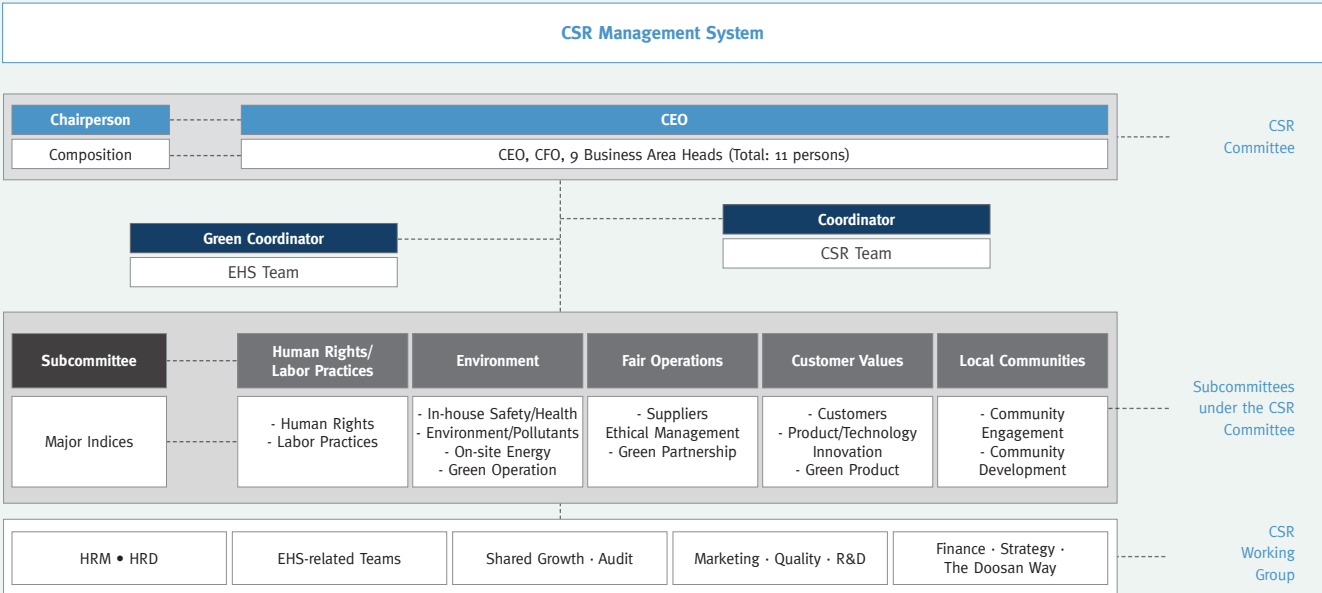 CSR Management System
Chairperson
CEO
CSR
Committee
Composition
CEO, CFO, 9 Business Area Heads (Total: 11 persons)
Green Coordinator
EHS Team
Coordinator
CSR Team
Subcommittee
Human Rights/
Labor Practices
Environment
Fair Operations
Customer Values
Local Communities
Major Indices
- Human Rights
- Labor Practices
- In-house Safety/Health
- Environment/Pollutants
- On-site Energy
- Green Operation
- Suppliers
Ethical Management
- Green Partnership
- Customers
- Product/Technology
Innovation
- Green Product
- Community
Engagement
- Community
Development
Subcommittees
under the CSR
Committee
HRM • HRD
EHS-related Teams
Shared Growth · Audit
Marketing · Quality · R&D
Finance · Strategy ·
The Doosan Way
CSR
Working
Group